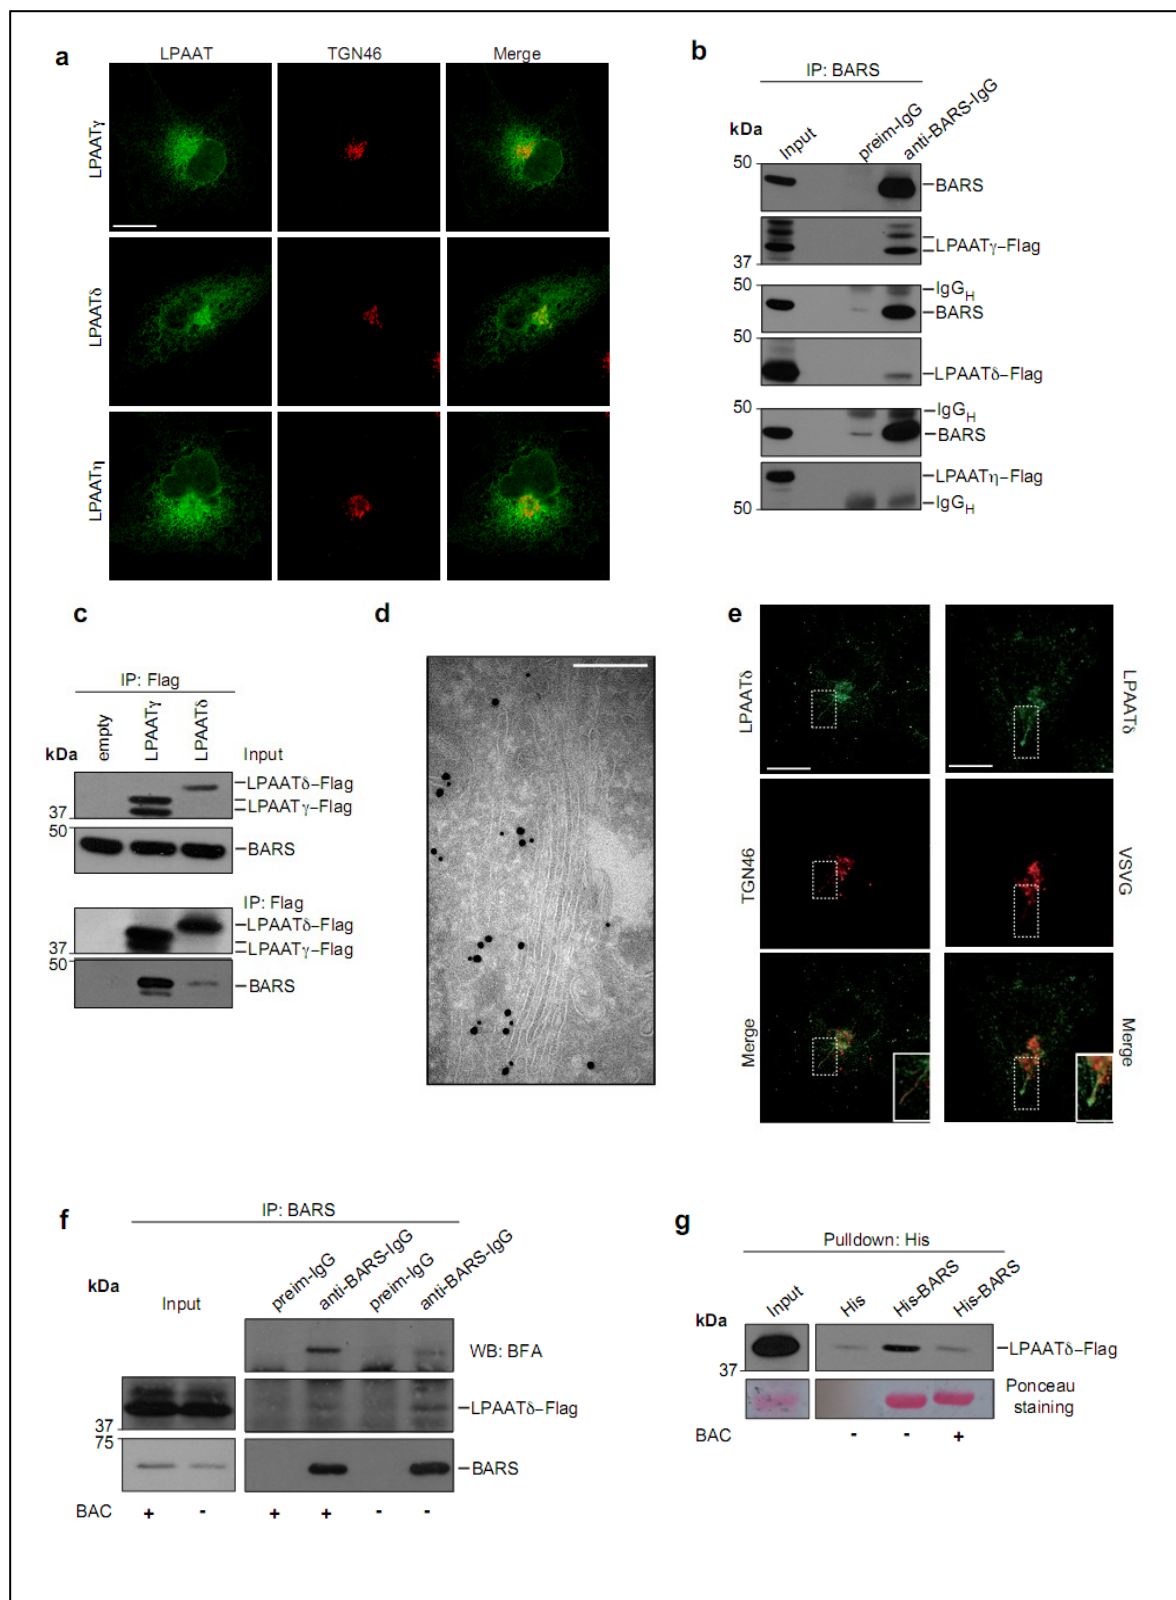 a
LPAAT TGN46 Merge
LPAATγ
LPAATδ
LPAATη
b
IP: BARS
kDa Input preim-IgG anti-BARS-IgG
50
BARS
LPAATγ-Flag
37
50 IgGH
BARS
50
LPAATδ-Flag
50 IgGH
BARS
LPAATη-Flag
50 IgGH
c
IP: Flag
kDa empty LPAATγ LPAATδ Input
LPAATδ-Flag
LPAATγ-Flag
37
50
BARS
IP: Flag
LPAATδ-Flag
LPAATγ-Flag
37
50
BARS
d
e
LPAATδ LPAATδ
TGN46 VSVG
Merge Merge
f
IP: BARS
kDa
Input preim-IgG anti-BARS-IgG preim-IgG anti-BARS-IgG
WB: BFA
LPAATδ-Flag
37
75
BARS
BAC + - + + - -
g
Pulldown: His
kDa Input His His-BARS His-BARS
LPAATδ-Flag
37
Ponceau
staining
BAC - - +